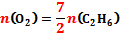 n(O₂) = 7/2 n(C₂H₆)